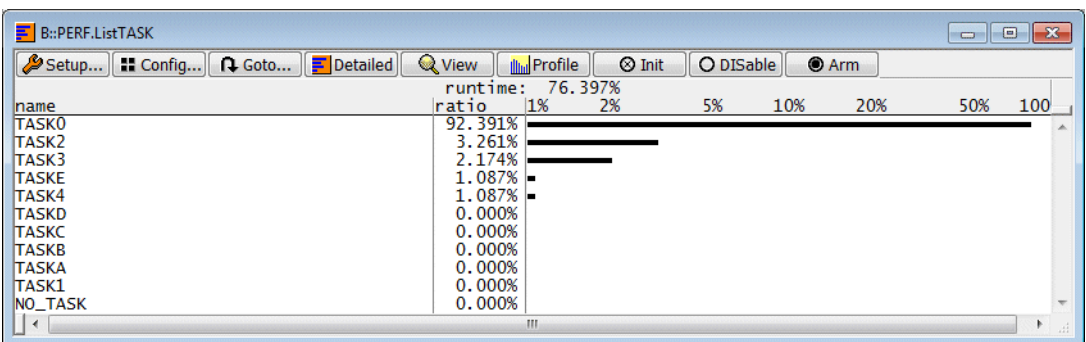 B::PERF.ListTASK
Setup... Config... Goto... Detailed View Profile Init DISable Arm
runtime: 76.397%
name ratio 1% 2% 5% 10% 20% 50% 100
TASK0 92.391%
TASK2 3.261%
TASK3 2.174%
TASKE 1.087%
TASK4 1.087%
TASKD 0.000%
TASKC 0.000%
TASKB 0.000%
TASKA 0.000%
TASK1 0.000%
NO_TASK 0.000%